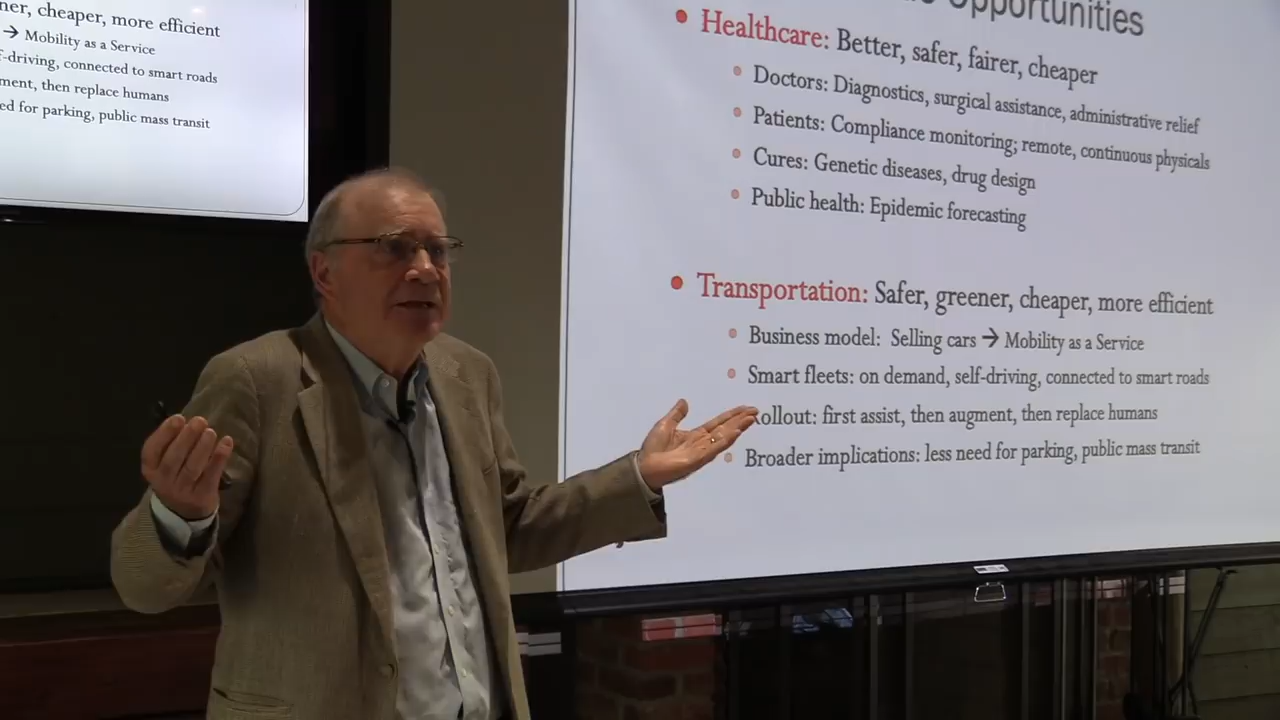 ner, cheaper, more efficient
→ Mobility as a Service
-driving, connected to smart roads
ment, then replace humans
ed for parking, public mass transit
Opportunities
Healthcare: Better, safer, fairer, cheaper
Doctors: Diagnostics, surgical assistance, administrative relief
Patients: Compliance monitoring; remote, continuous physicals
Cures: Genetic diseases, drug design
Public health: Epidemic forecasting
Transportation: Safer, greener, cheaper, more efficient
Business model: Selling cars → Mobility as a Service
Smart fleets: on demand, self-driving, connected to smart roads
ollout: first assist, then augment, then replace humans
Broader implications: less need for parking, public mass transit